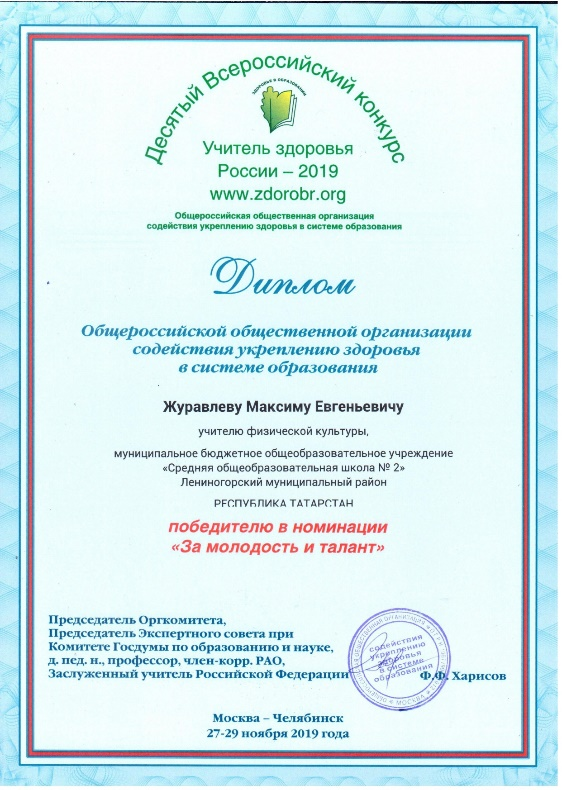 Десятый Всероссийский конкурс
ЗДОРОВЬЕ И ОБРАЗОВАНИЕ
Учитель здоровья
России – 2019
www.zdorobr.org
Общероссийская общественная организация
содействия укреплению здоровья в системе образования
Диплом
Общероссийской общественной организации
содействия укреплению здоровья
в системе образования
Журавлеву Максиму Евгеньевичу
учителю физической культуры,
муниципальное бюджетное общеобразовательное учреждение
«Средняя общеобразовательная школа № 2»
Лениногорский муниципальный район
РЕСПУБЛИКА ТАТАРСТАН
победителю в номинации
«За молодость и талант»
Председатель Оргкомитета,
Председатель Экспертного совета при
Комитете Госдумы по образованию и науке,
д. пед. н., профессор, член-корр. РАО,
Заслуженный учитель Российской Федерации
содействия
укреплению
здоровья
в системе
образования
МОСКВА
Ф.Ф. Харисов
Москва – Челябинск
27-29 ноября 2019 года